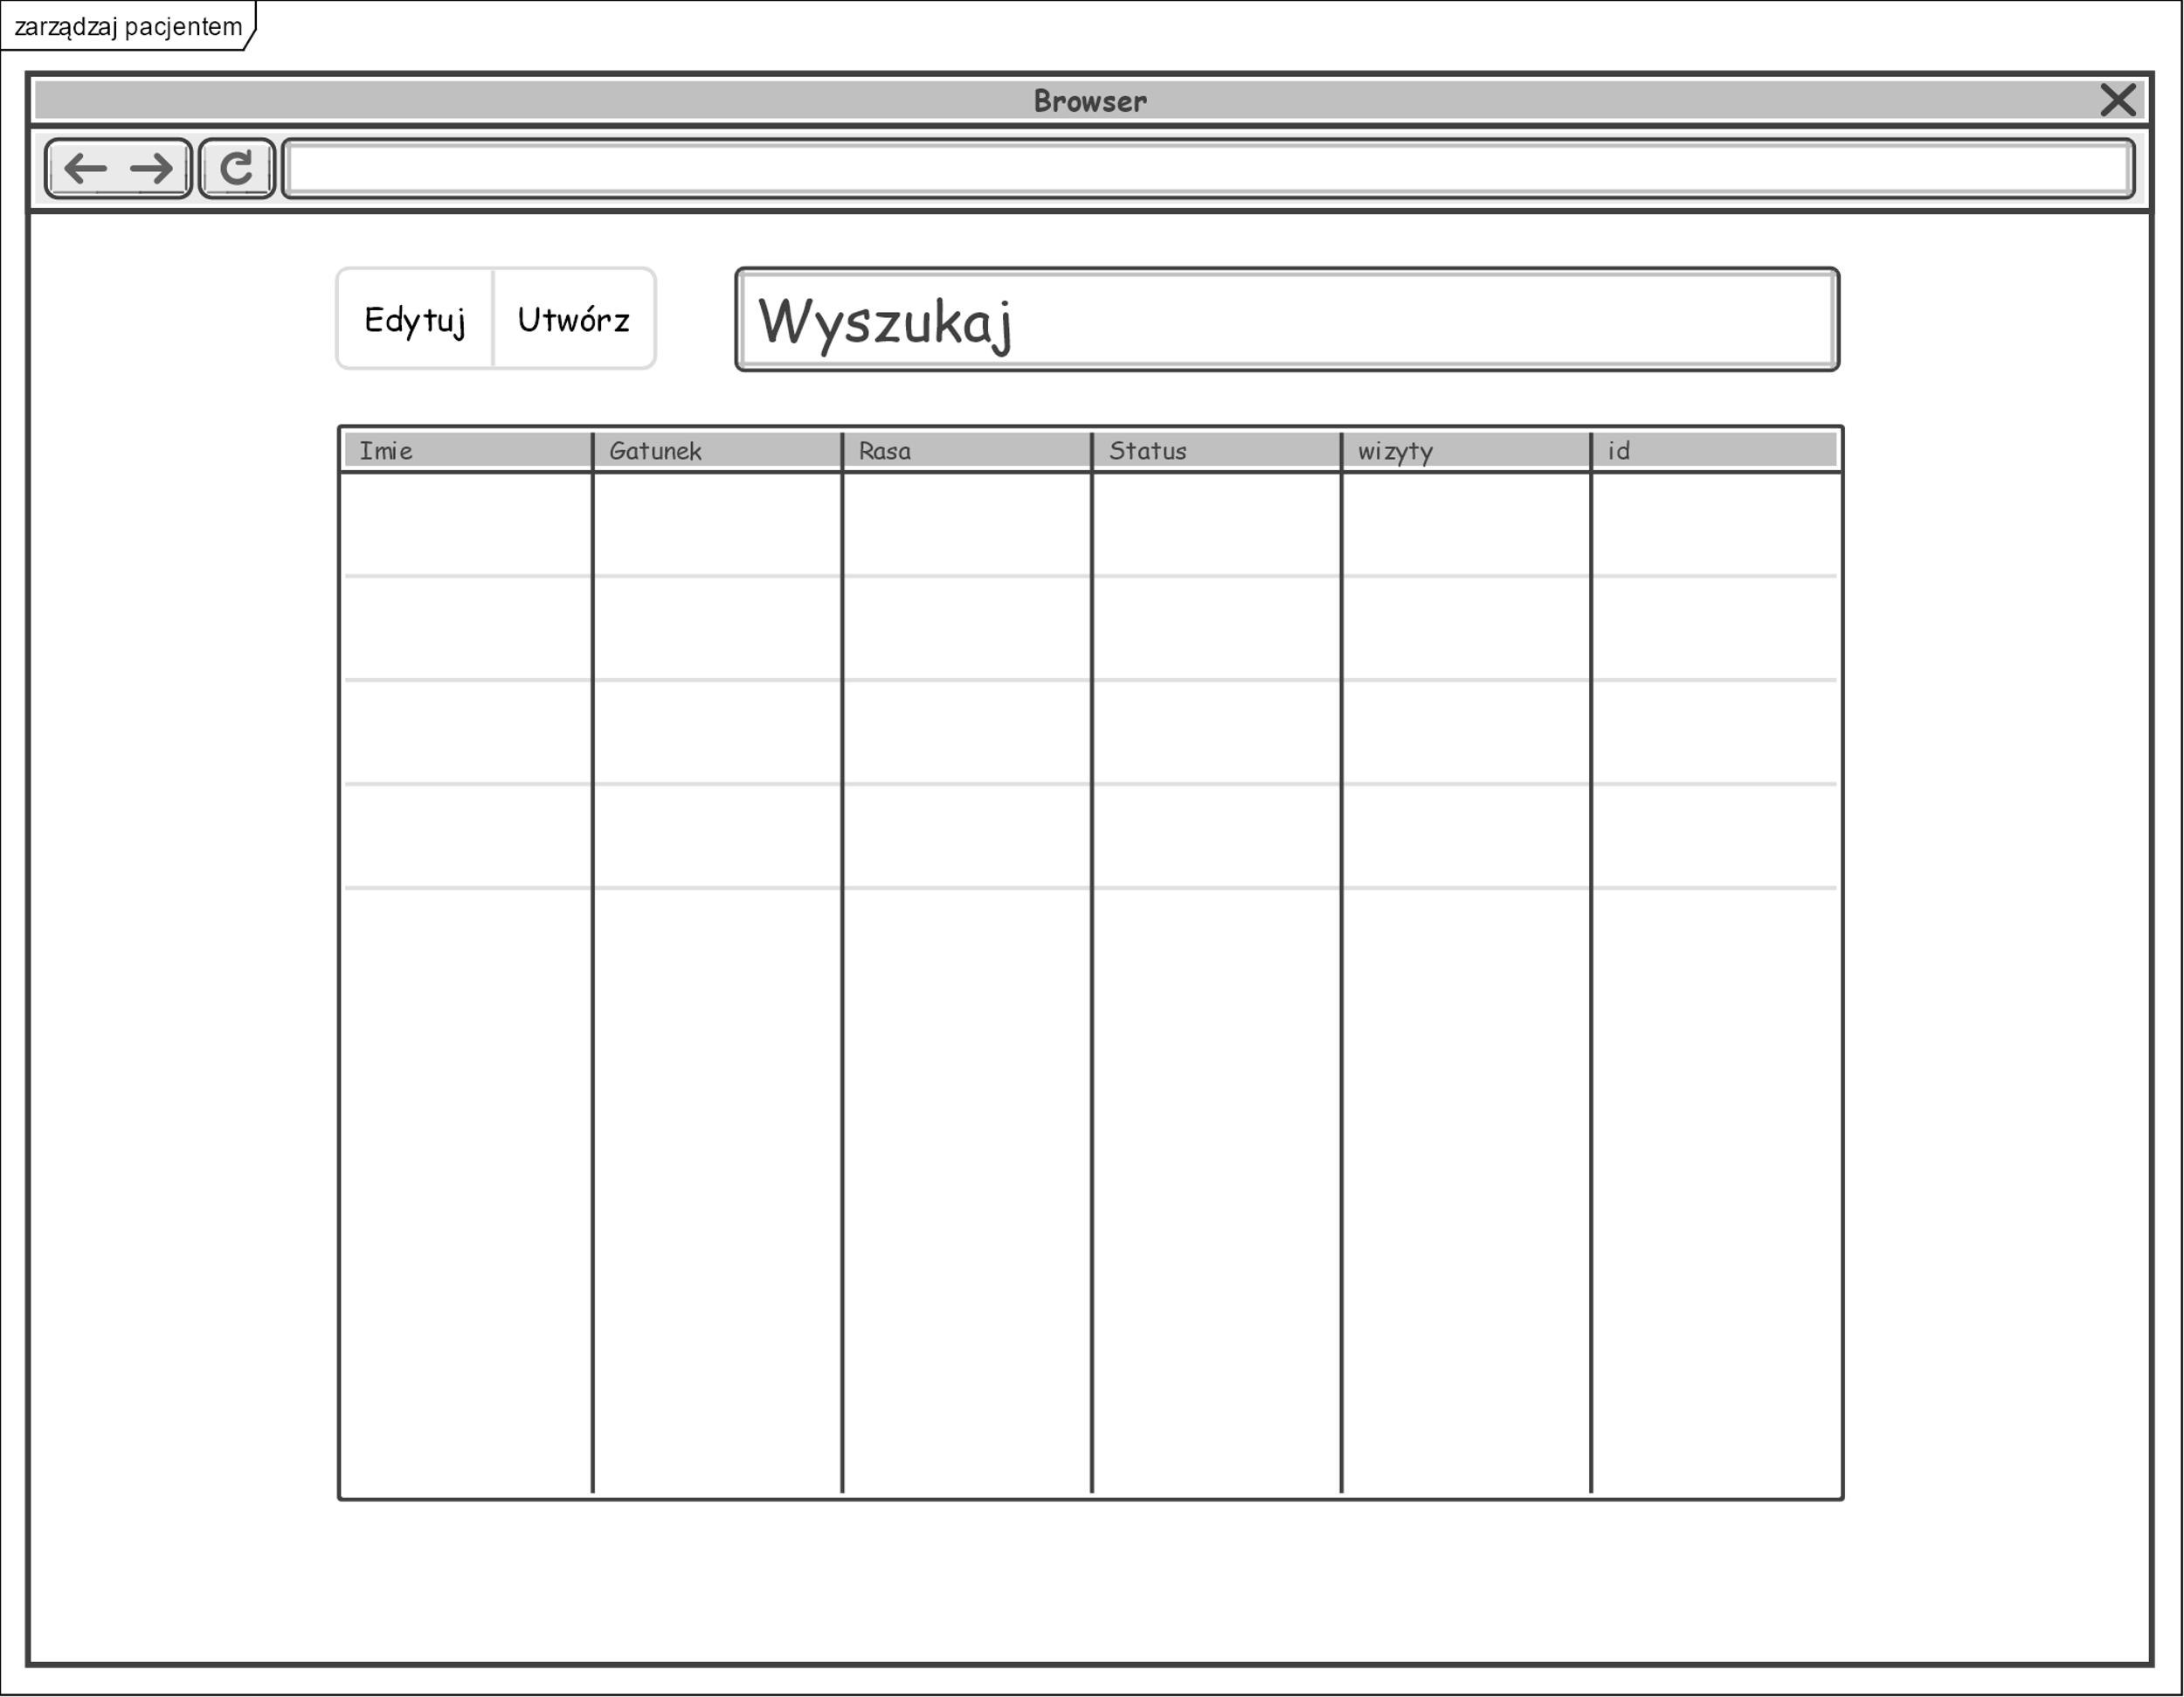 zarządzaj pacjentem
Browser
Edytuj Utwórz
Wyszukaj
Imie Gatunek Rasa Status wizyty id